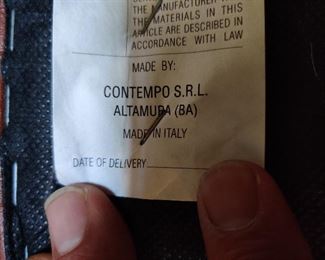 THE MANUFACTURER
THE MATERIALS IN THIS
ARTICLE ARE DESCRIBED IN
ACCORDANCE WITH LAW
MADE BY:
CONTEMPO S.R.L.
ALTAMURA (BA)
MADE IN ITALY
DATE OF DELIVERY